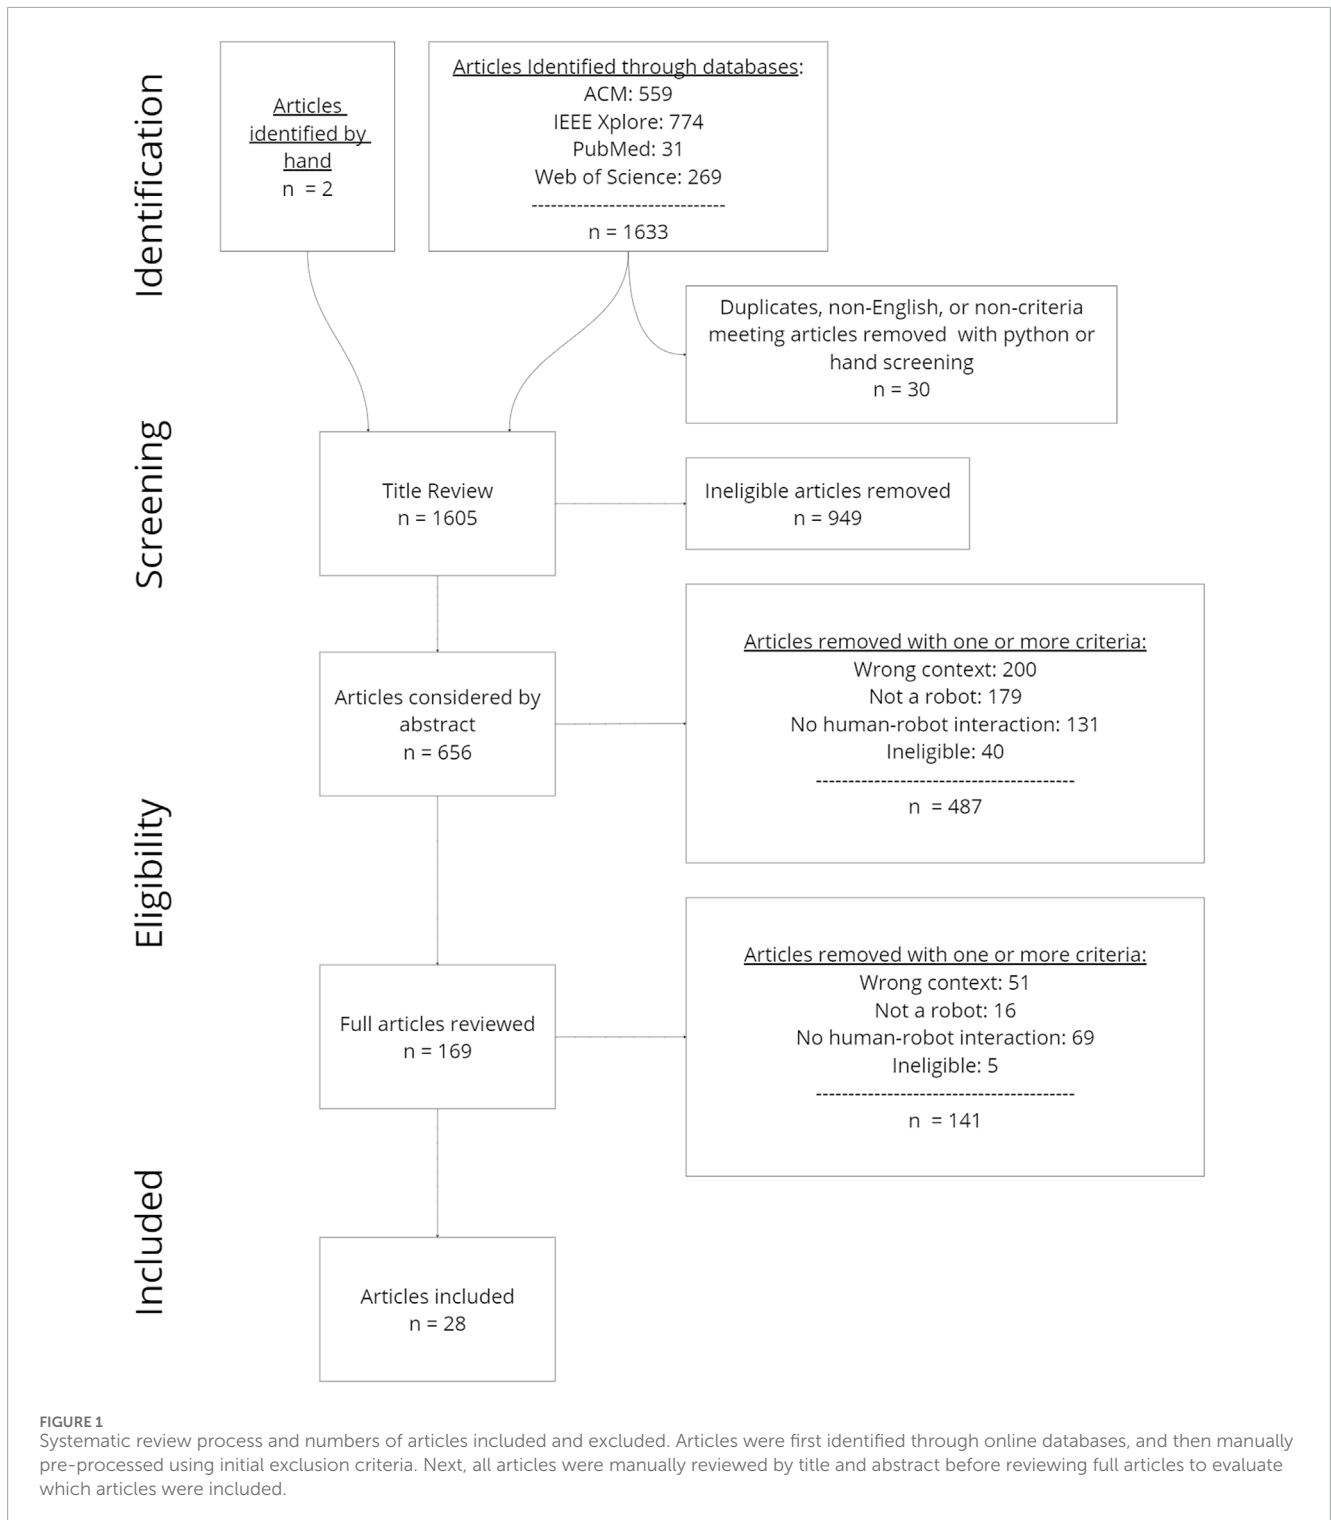 Identification
Articles
identified by
hand
n = 2
Articles Identified through databases:
ACM: 559
IEEE Xplore: 774
PubMed: 31
Web of Science: 269
-----------------------------
n = 1633
Duplicates, non-English, or non-criteria
meeting articles removed with python or
hand screening
n = 30
Screening
Title Review
n = 1605
Ineligible articles removed
n = 949
Articles considered by
abstract
n = 656
Articles removed with one or more criteria:
Wrong context: 200
Not a robot: 179
No human-robot interaction: 131
Ineligible: 40
---------------------------------------
n = 487
Eligibility
Full articles reviewed
n = 169
Articles removed with one or more criteria:
Wrong context: 51
Not a robot: 16
No human-robot interaction: 69
Ineligible: 5
---------------------------------------
n = 141
Included
Articles included
n = 28
FIGURE 1
Systematic review process and numbers of articles included and excluded. Articles were first identified through online databases, and then manually
pre-processed using initial exclusion criteria. Next, all articles were manually reviewed by title and abstract before reviewing full articles to evaluate
which articles were included.